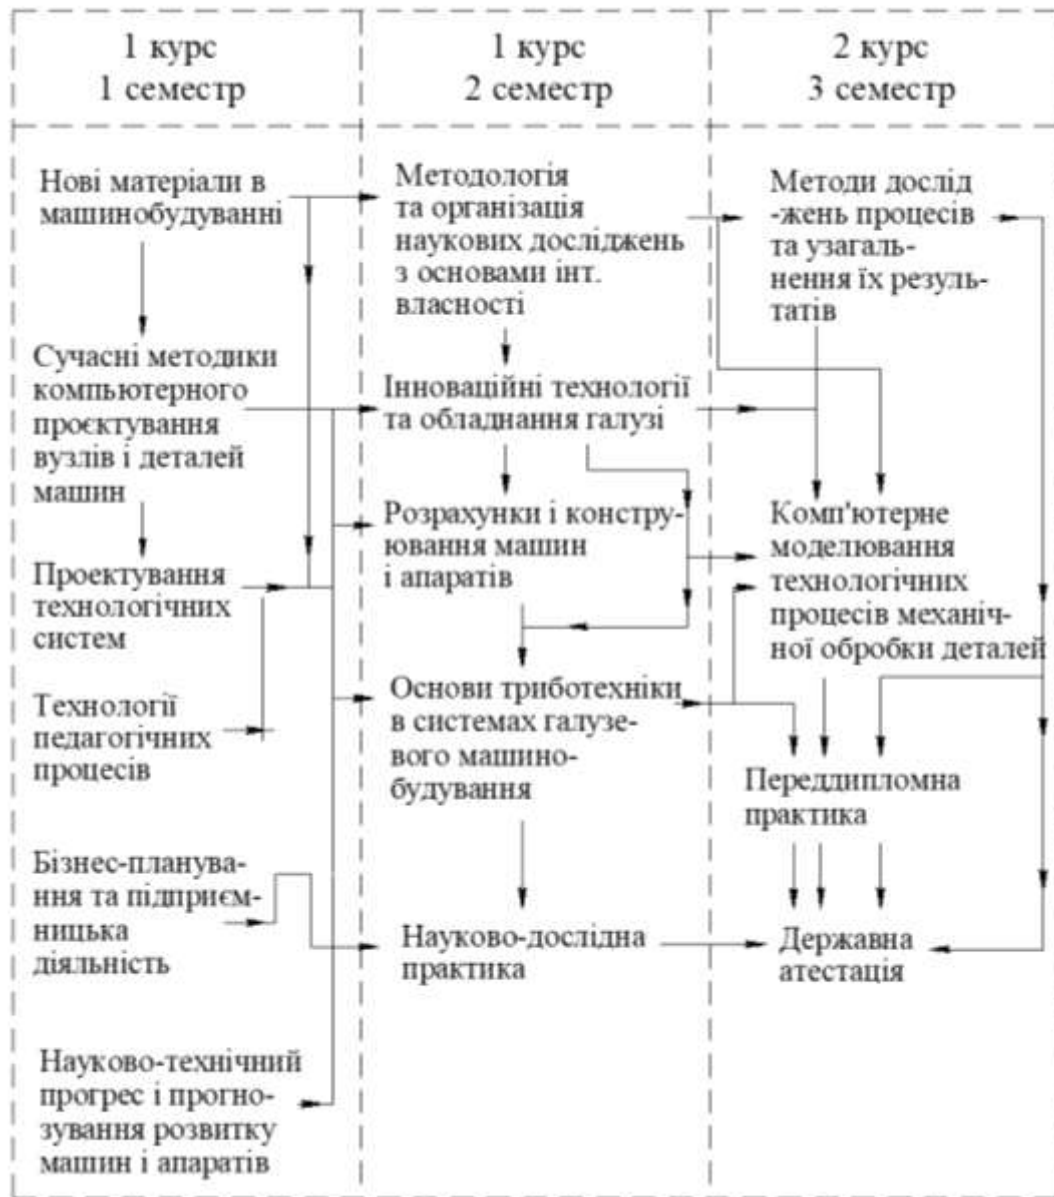 1 курс
1 семестр
1 курс
2 семестр
2 курс
3 семестр
Нові матеріали в
машинобудуванні
Сучасні методики
компьютерного
проєктування
вузлів і деталей
машин
Проектування
технологічних
систем
Технології
педагогічних
процесів
Бізнес-планува-
ння та підприєм-
ницька
діяльність
Науково-технічний
прогрес і прогно-
зування розвитку
машин і апаратів
Методологія
та організація
наукових досліджень
з основами інт.
власності
Інноваційні технології
та обладнання галузі
Розрахунки і констру-
ювання машин
і апаратів
Основи триботехніки
в системах галузе-
вого машино-
будування
Науково-дослідна
практика
Методи дослід
-жень процесів
та узагаль-
нення їх резуль-
татів
Комп'ютерне
моделювання
технологічних
процесів механіч-
ної обробки деталей
Переддипломна
практика
Державна
атестація